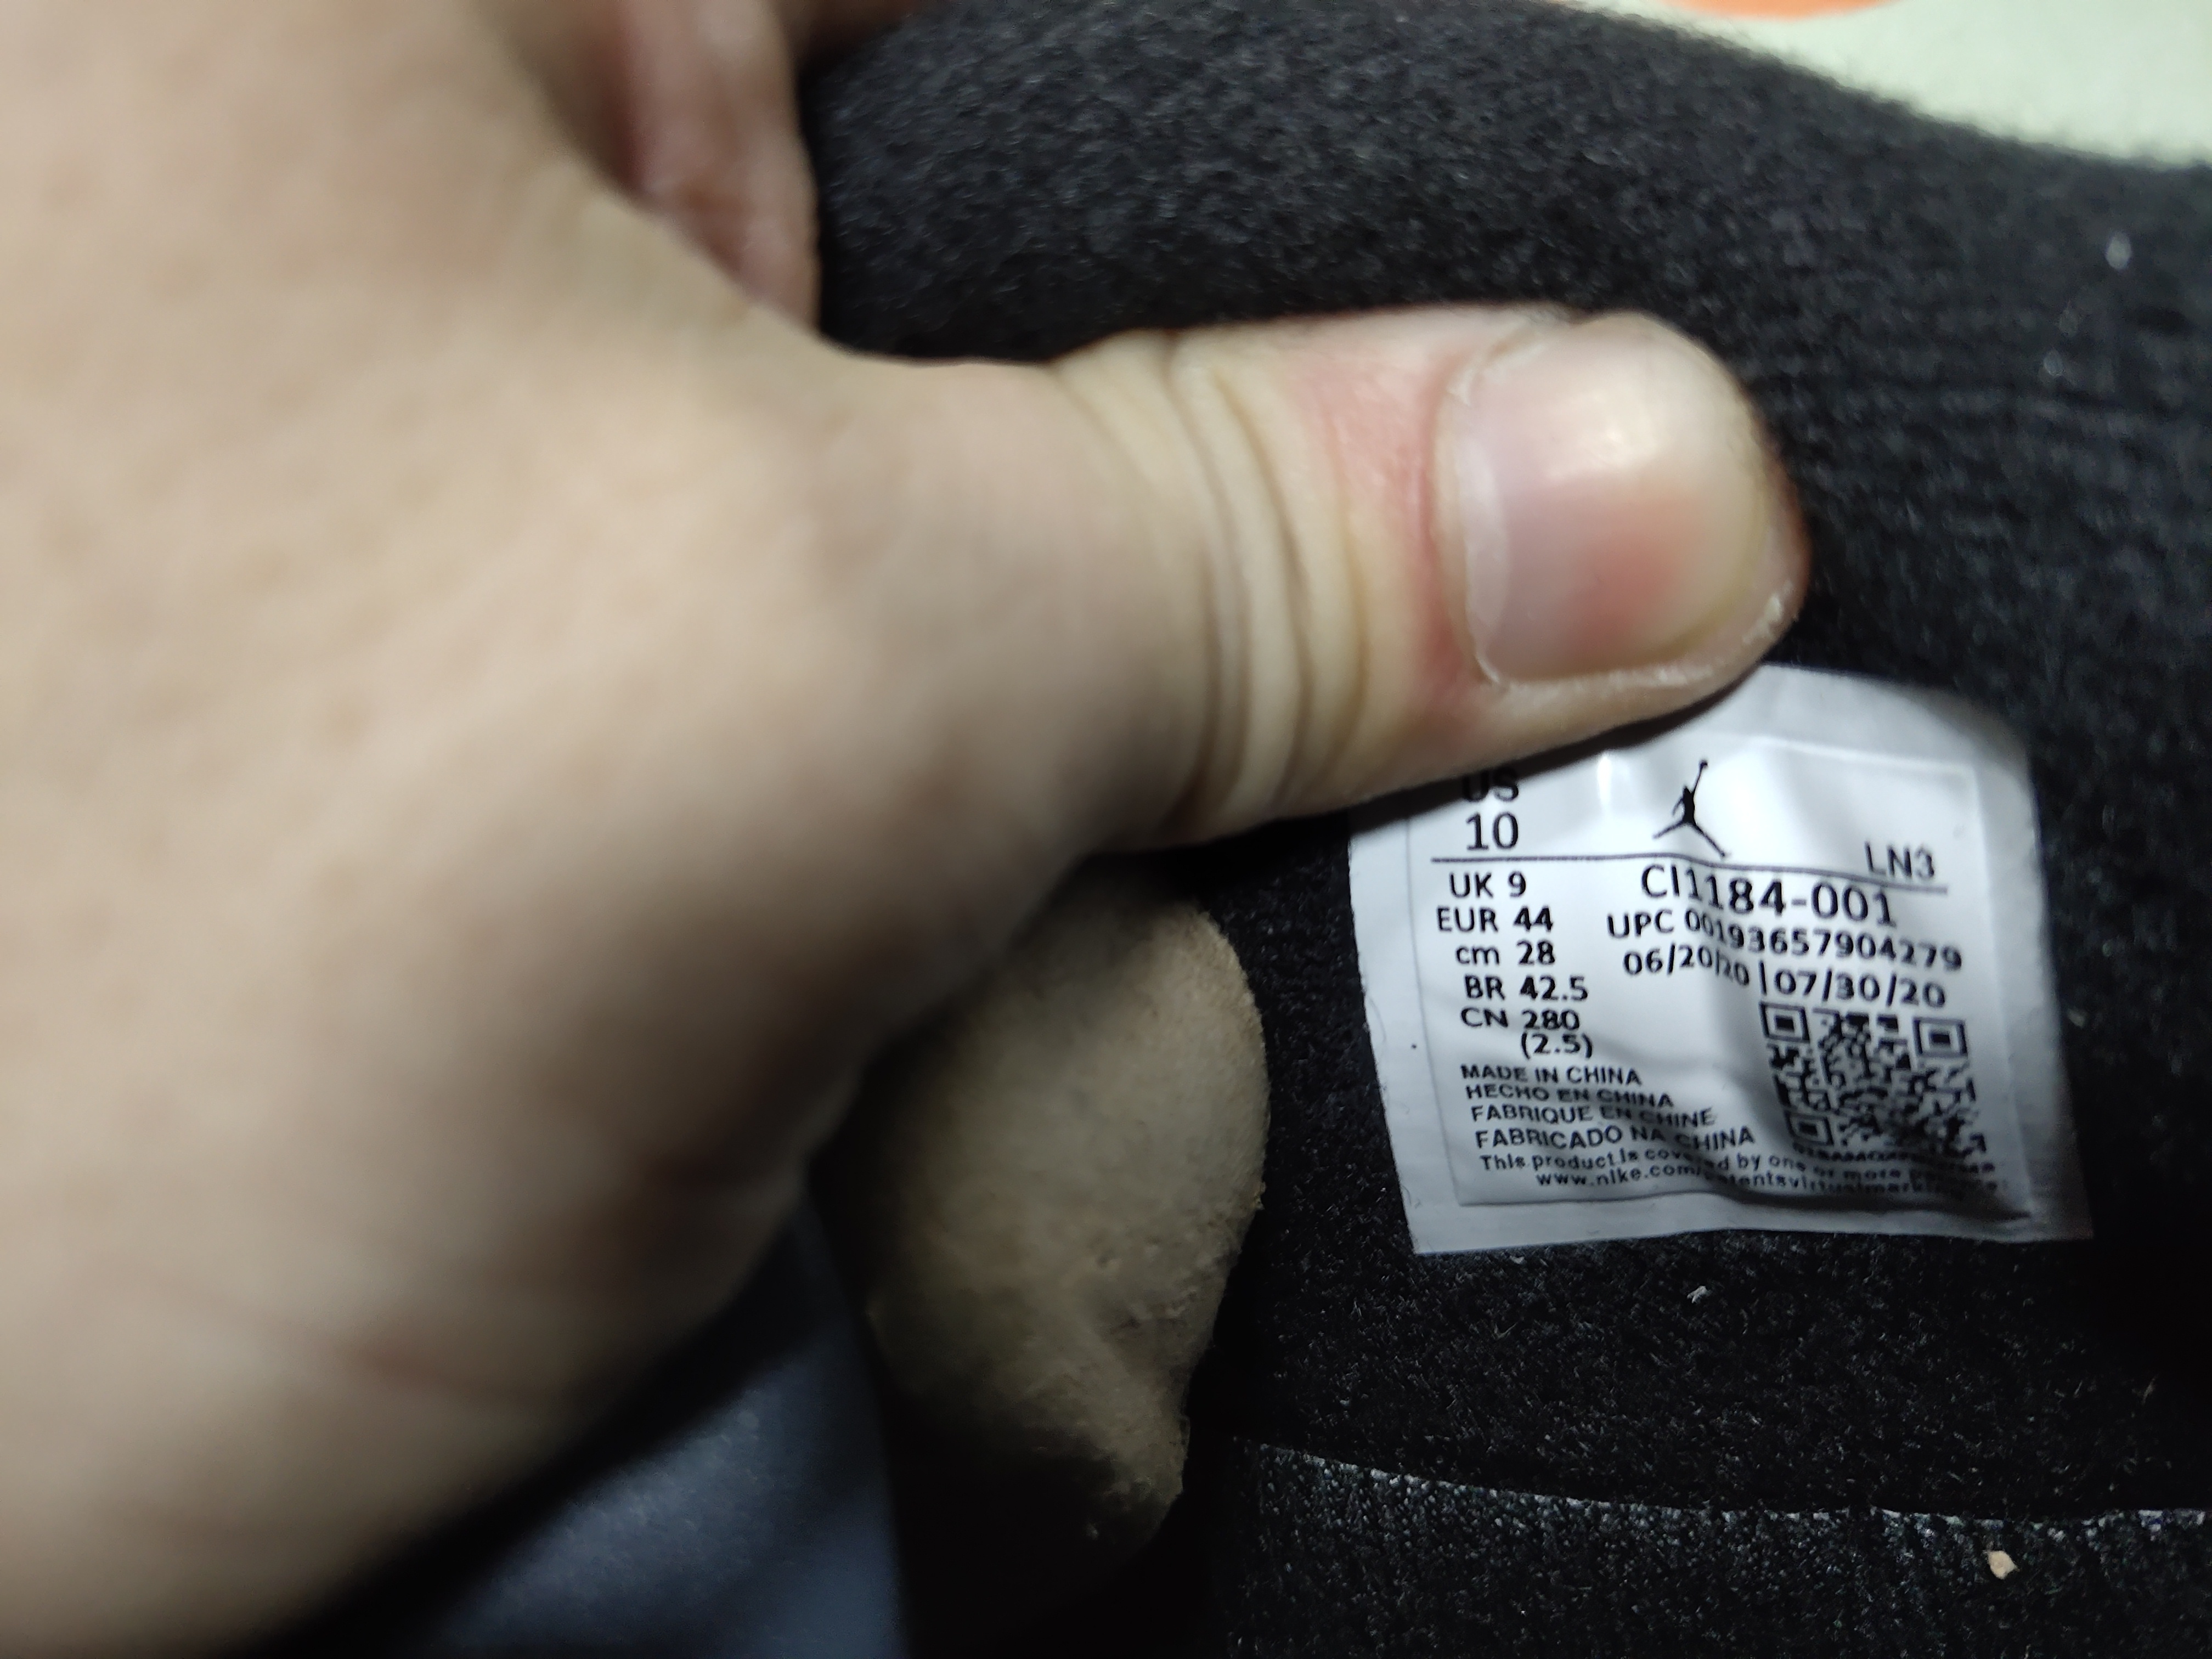 US
10
LN3
UK 9
CI1184-001
EUR 44
UPC 00193657904279
cm 28
06/20/20 | 07/30/20
BR 42.5
CN 280
(2.5)
MADE IN CHINA
HECHO EN CHINA
FABRIQUE EN CHINE
FABRICADO NA CHINA
This product is covered by one or more
www.nike.com/patentsvirtualmark